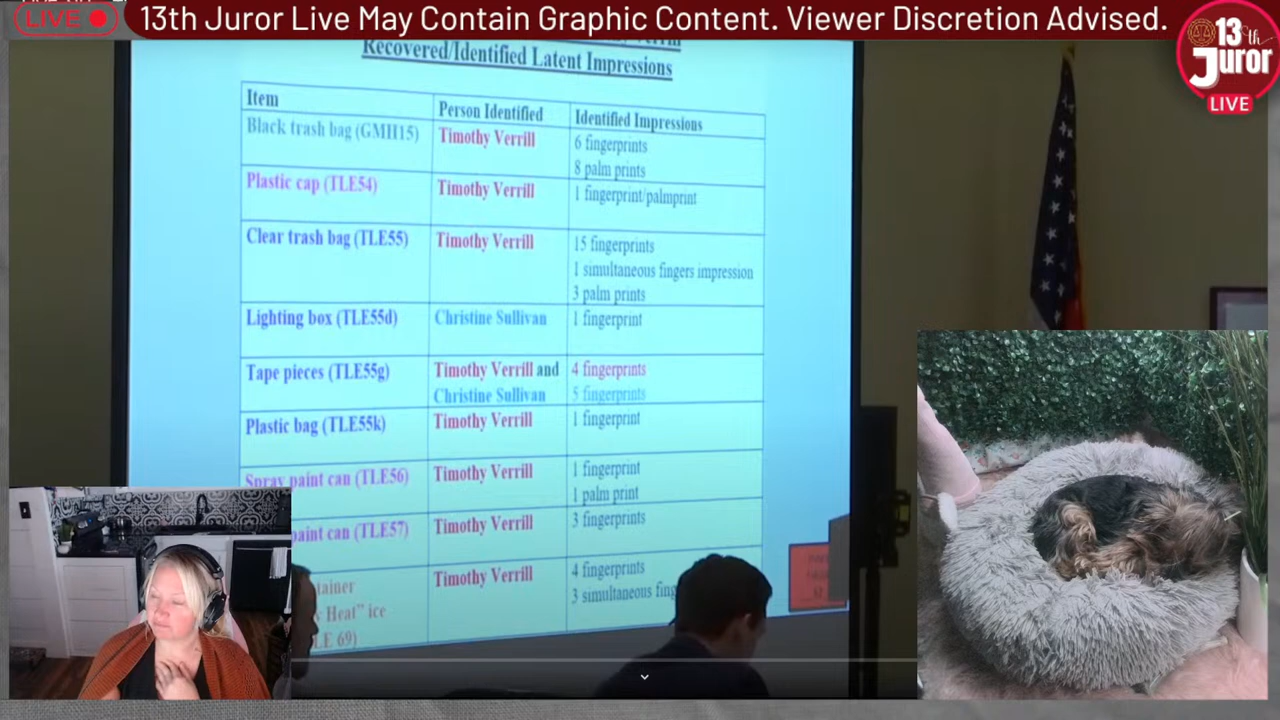 LIVE
13th Juror Live May Contain Graphic Content. Viewer Discretion Advised.
13th
Juror
LIVE
Recovered/Identified Latent Impressions
Item Person Identified Identified Impressions
Black trash bag (GMH15) Timothy Verrill 6 fingerprints
8 palm prints
Plastic cap (TLE54) Timothy Verrill 1 fingerprint/palmprint
Clear trash bag (TLE55) Timothy Verrill 15 fingerprints
1 simultaneous fingers impression
3 palm prints
Lighting box (TLE55d) Christine Sullivan 1 fingerprint
Tape pieces (TLE55g) Timothy Verrill and 4 fingerprints
Christine Sullivan 5 fingerprints
Plastic bag (TLE55k) Timothy Verrill 1 fingerprint
Spray paint can (TLE56) Timothy Verrill 1 fingerprint
1 palm print
paint can (TLE57) Timothy Verrill 3 fingerprints
Timothy Verrill 4 fingerprints
Heat" ice 3 simultaneous
69)